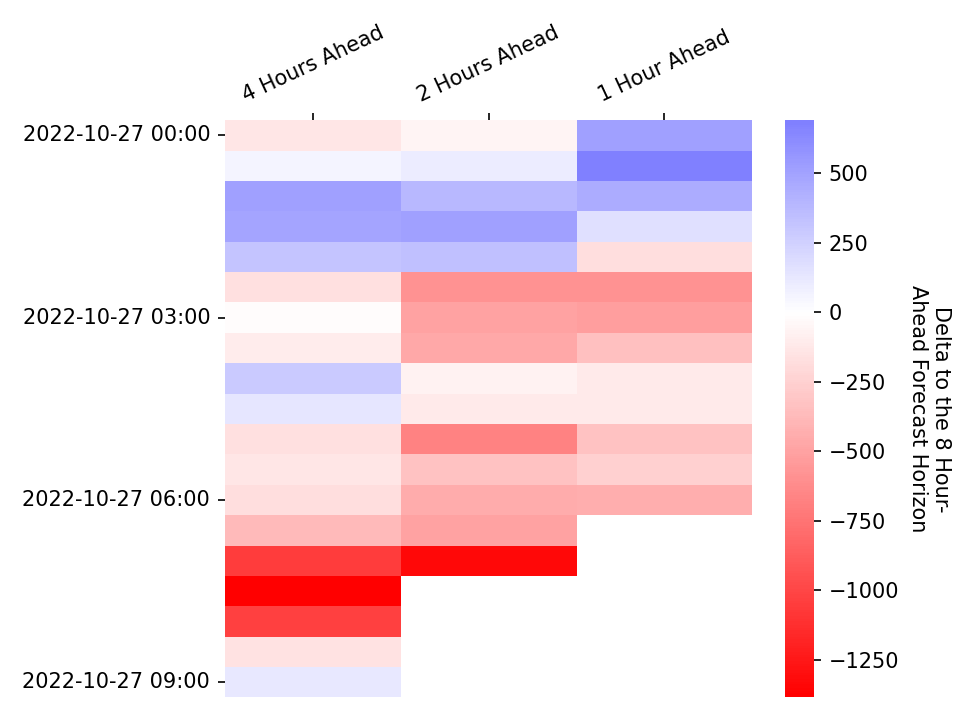 4 Hours Ahead
2 Hours Ahead
1 Hour Ahead
2022-10-27 00:00
2022-10-27 03:00
2022-10-27 06:00
2022-10-27 09:00
500
250
0
−250
−500
−750
−1000
−1250
Delta to the 8 Hour-
Ahead Forecast Horizon